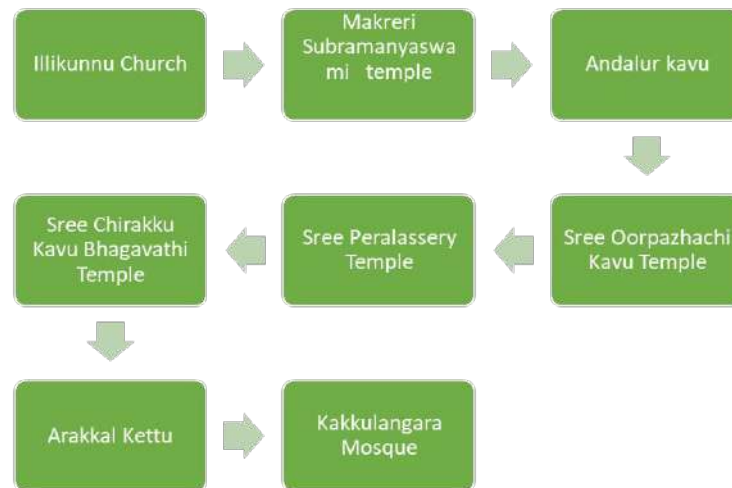 Illikunnu Church
Makreri
Subramanyaswa
mi temple
Andalur kavu
Sree Oorpazhachi
Kavu Temple
Sree Peralassery
Temple
Sree Chirakku
Kavu Bhagavathi
Temple
Arakkal Kettu
Kakkulangara
Mosque